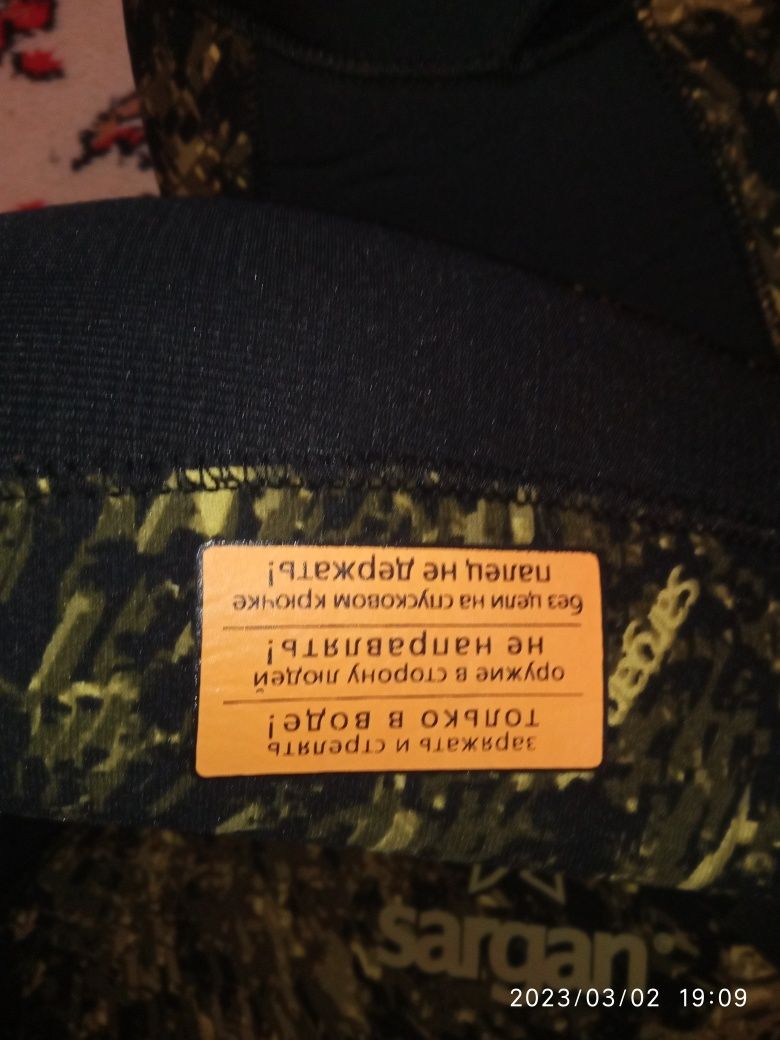 заряжать и стрелять
только в воде!
оружие в сторону людей
не направлять!
без цели на спусковом крючке
палец не держать!
sargan
sargan
2023/03/02 19:09